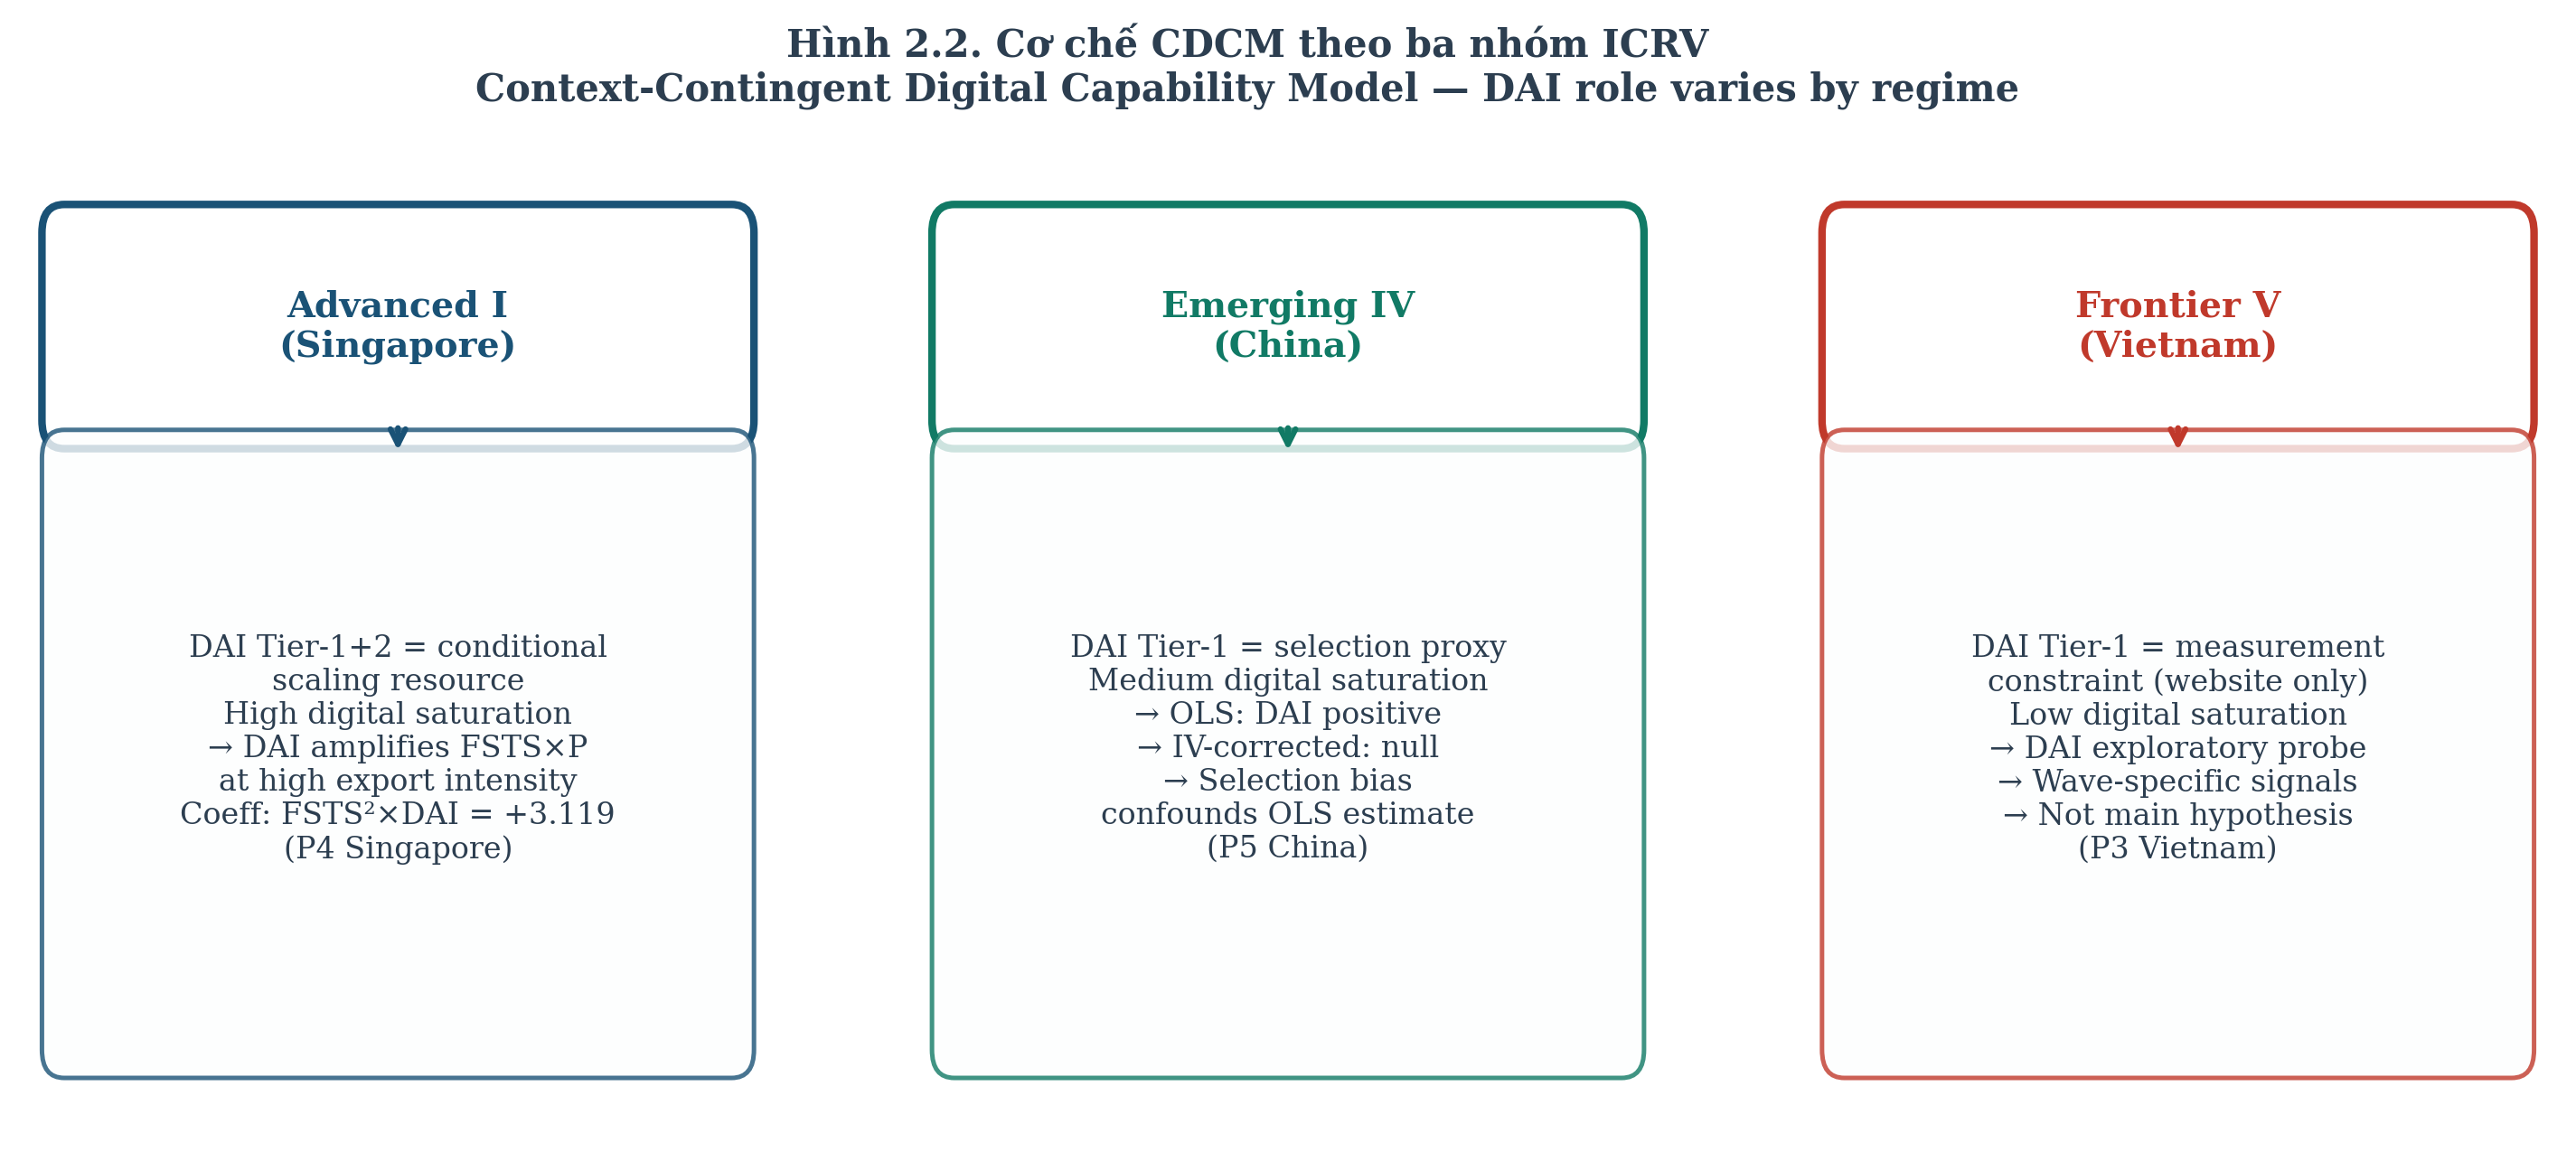 Hình 2.2. Cơ chế CDCM theo ba nhóm ICRV
Context-Contingent Digital Capability Model — DAI role varies by regime
Advanced I
(Singapore)
DAI Tier-1+2 = conditional
scaling resource
High digital saturation
→ DAI amplifies FSTS×P
at high export intensity
Coeff: FSTS²×DAI = +3.119
(P4 Singapore)
Emerging IV
(China)
DAI Tier-1 = selection proxy
Medium digital saturation
→ OLS: DAI positive
→ IV-corrected: null
→ Selection bias
confounds OLS estimate
(P5 China)
Frontier V
(Vietnam)
DAI Tier-1 = measurement
constraint (website only)
Low digital saturation
→ DAI exploratory probe
→ Wave-specific signals
→ Not main hypothesis
(P3 Vietnam)